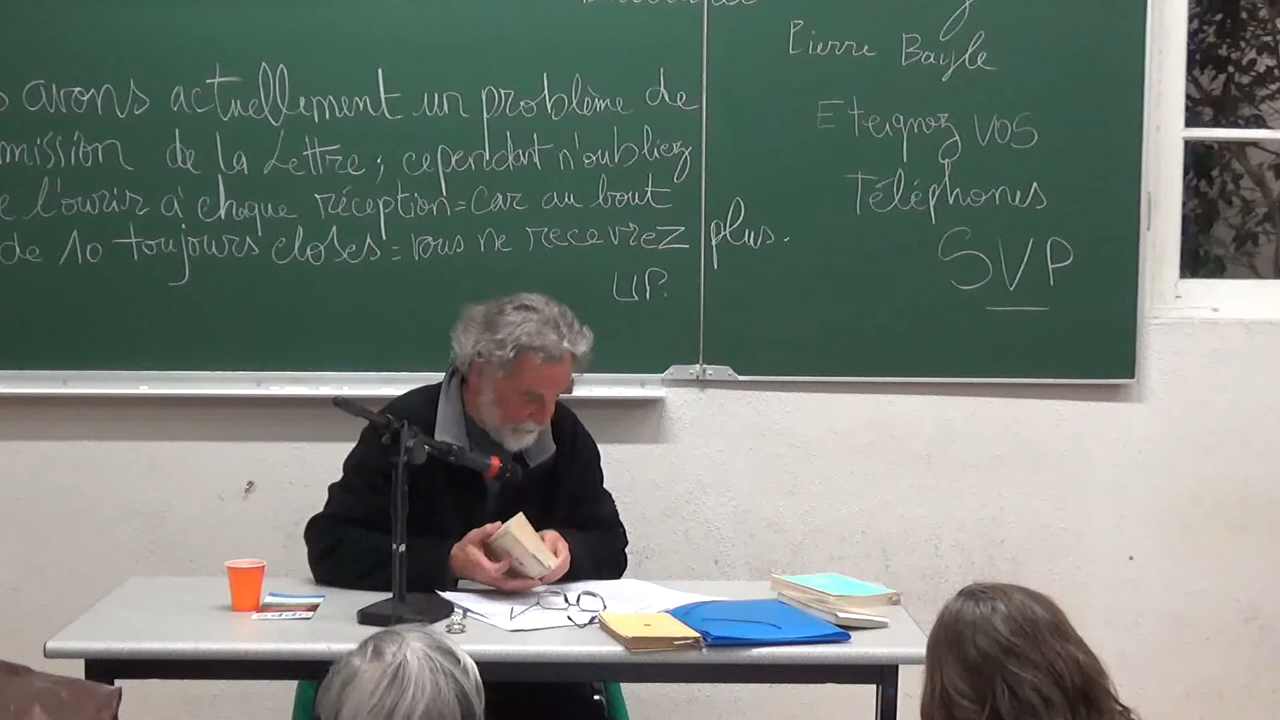 avons actuellement un problème de
mission de la Lettre ; cependant n'oubliez
e l'ouvrir à chaque réception = car au bout
de 10 toujours closes = vous ne recevrez plus.
UP.
Pierre Bayle
Eteignez vos
Téléphones
SVP